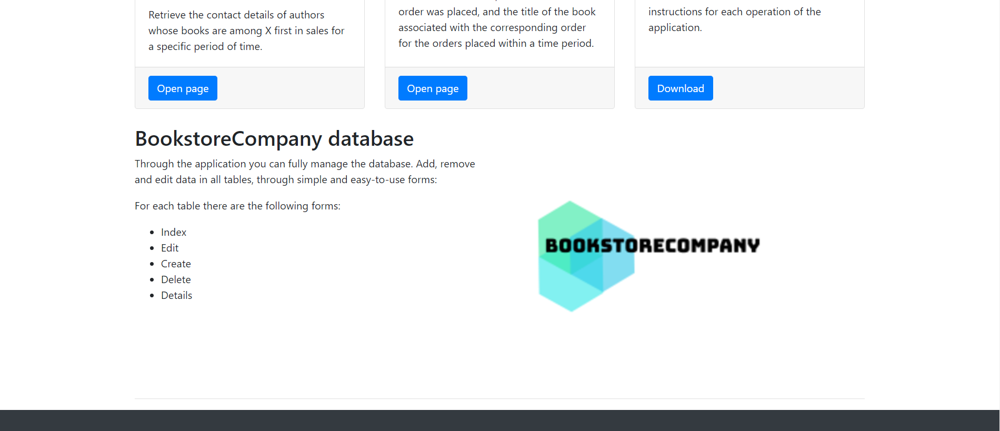 Retrieve the contact details of authors
whose books are among X first in sales for
a specific period of time.
Open page
order was placed, and the title of the book
associated with the corresponding order
for the orders placed within a time period.
Open page
instructions for each operation of the
application.
Download
BookstoreCompany database
Through the application you can fully manage the database. Add, remove
and edit data in all tables, through simple and easy-to-use forms:
For each table there are the following forms:
Index
Edit
Create
Delete
Details
BOOKSTORECOMPANY